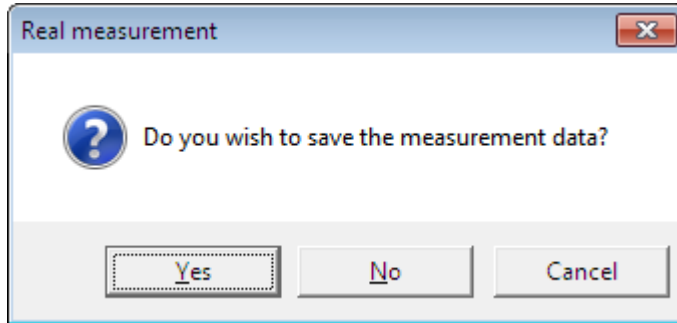 Real measurement
Do you wish to save the measurement data?
Yes No Cancel